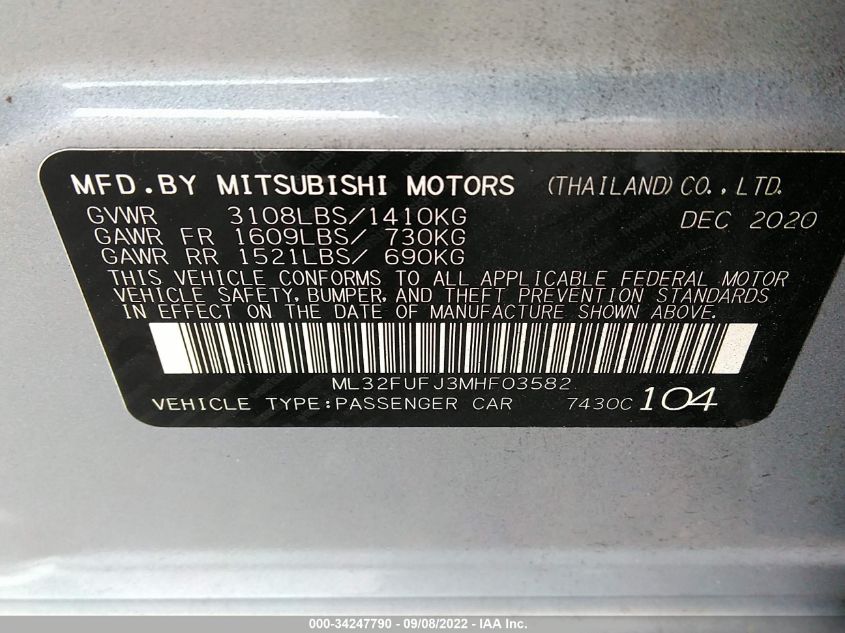 MFD.BY MITSUBISHI MOTORS (THAILAND) CO.,LTD.
GVWR 3108LBS/1410KG DEC 2020
GAWR FR 1609LBS/ 730KG
GAWR RR 1521LBS/ 690KG
THIS VEHICLE CONFORMS TO ALL APPLICABLE FEDERAL MOTOR
VEHICLE SAFETY, BUMPER, AND THEFT PREVENTION STANDARDS
IN EFFECT ON THE DATE OF MANUFACTURE SHOWN ABOVE.
ML32FUFJ3MHF03582
VEHICLE TYPE:PASSENGER CAR 7430C 104
000-34247790 - 09/08/2022 - IAA Inc.